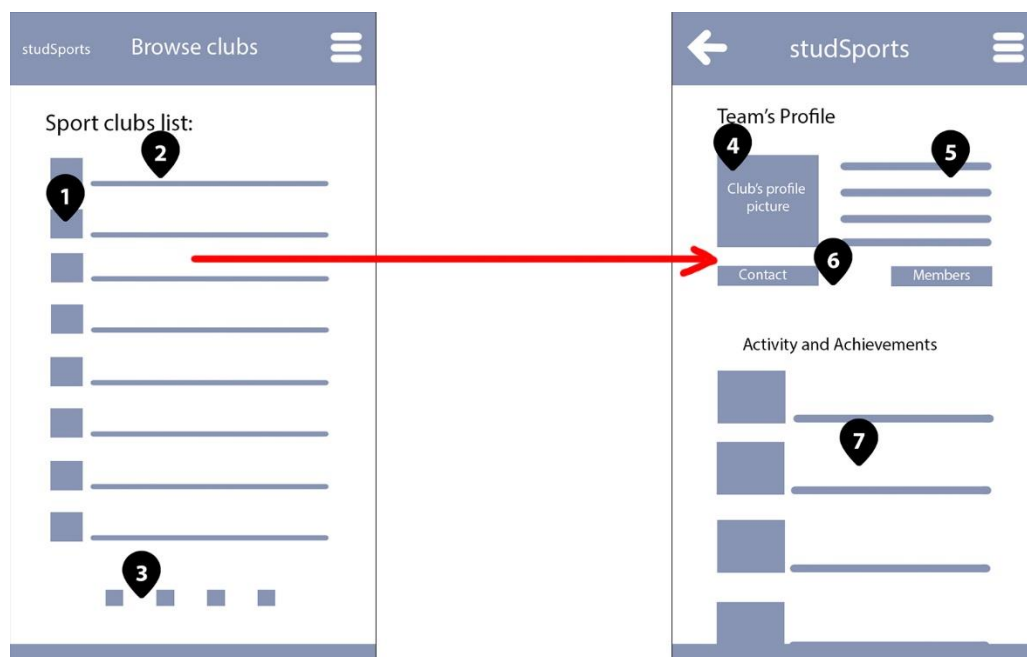 studSports Browse clubs
Sport clubs list:
2
1
3
studSports
Team's Profile
4
5
Club's profile
picture
6
Contact Members
Activity and Achievements
7